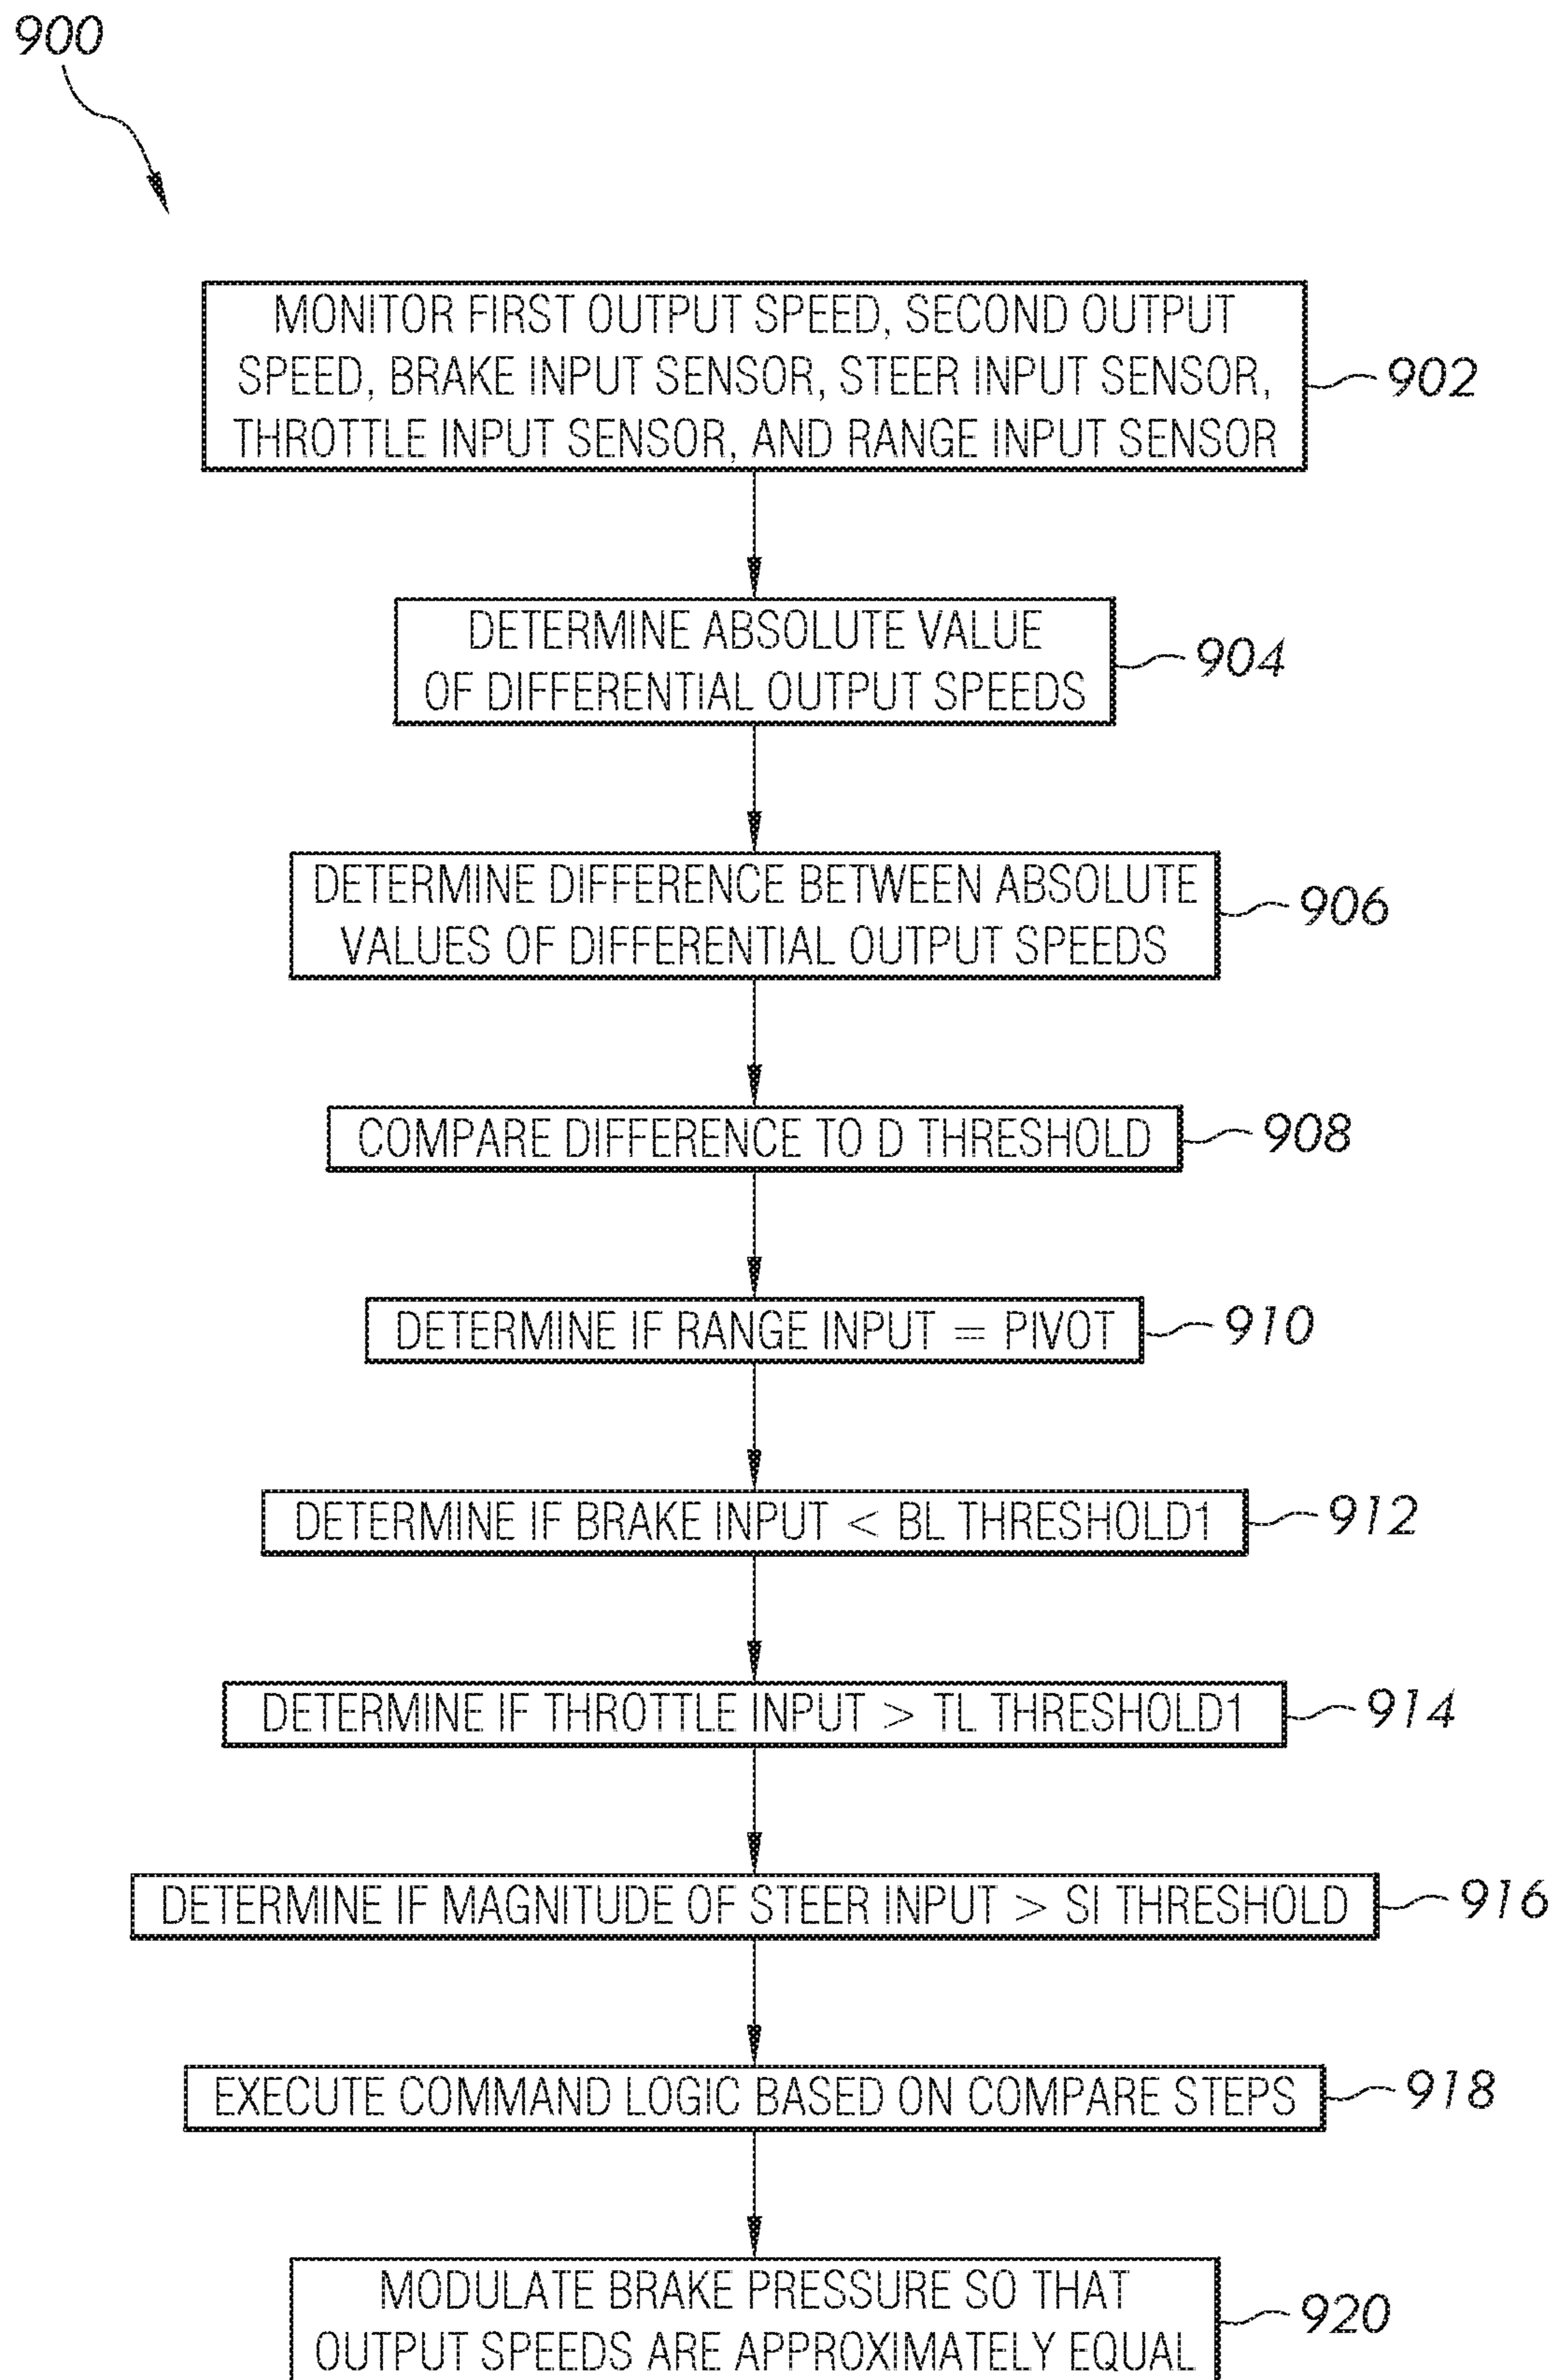 900
MONITOR FIRST OUTPUT SPEED, SECOND OUTPUT
SPEED, BRAKE INPUT SENSOR, STEER INPUT SENSOR,
THROTTLE INPUT SENSOR, AND RANGE INPUT SENSOR
902
DETERMINE ABSOLUTE VALUE
OF DIFFERENTIAL OUTPUT SPEEDS
904
DETERMINE DIFFERENCE BETWEEN ABSOLUTE
VALUES OF DIFFERENTIAL OUTPUT SPEEDS
906
COMPARE DIFFERENCE TO D THRESHOLD
908
DETERMINE IF RANGE INPUT = PIVOT
910
DETERMINE IF BRAKE INPUT < BL THRESHOLD1
912
DETERMINE IF THROTTLE INPUT > TL THRESHOLD1
914
DETERMINE IF MAGNITUDE OF STEER INPUT > SI THRESHOLD
916
EXECUTE COMMAND LOGIC BASED ON COMPARE STEPS
918
MODULATE BRAKE PRESSURE SO THAT
OUTPUT SPEEDS ARE APPROXIMATELY EQUAL
920